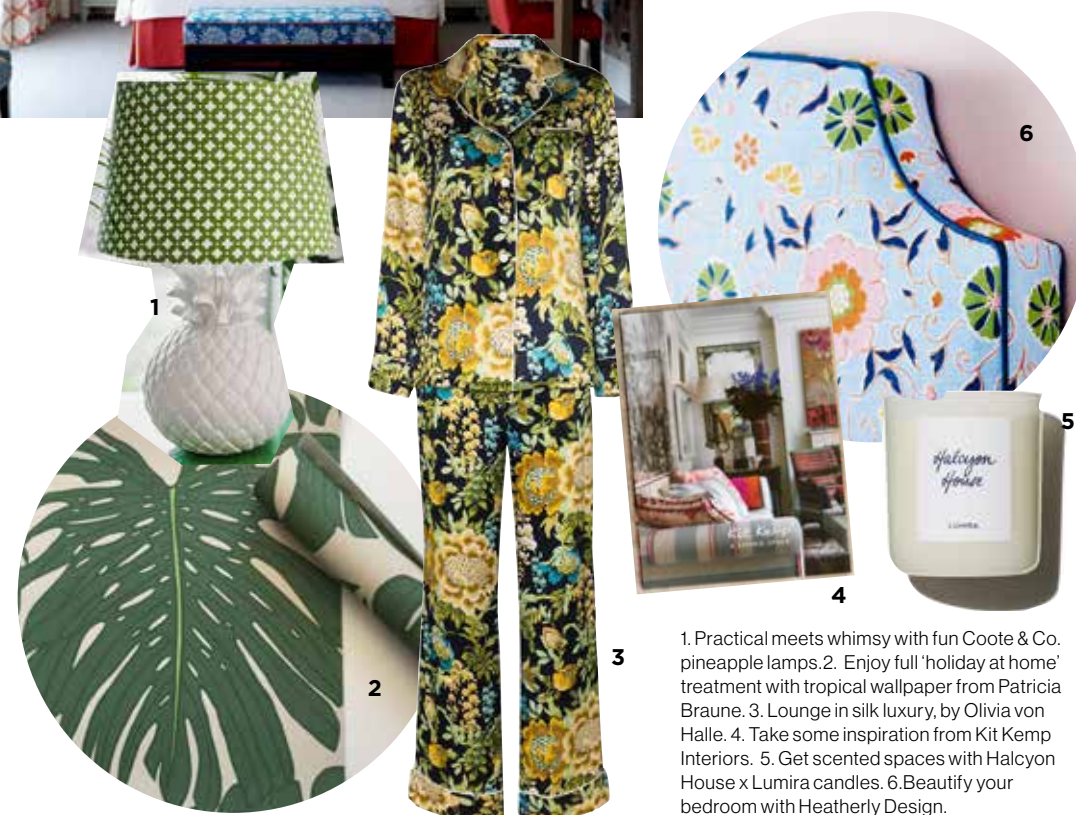 1
2
3
4
5
6
Halcyon
House
LUMIRA
Kit Kemp
1. Practical meets whimsy with fun Coote & Co.
pineapple lamps.2. Enjoy full ‘holiday at home’
treatment with tropical wallpaper from Patricia
Braune. 3. Lounge in silk luxury, by Olivia von
Halle. 4. Take some inspiration from Kit Kemp
Interiors. 5. Get scented spaces with Halcyon
House x Lumira candles. 6.Beautify your
bedroom with Heatherly Design.